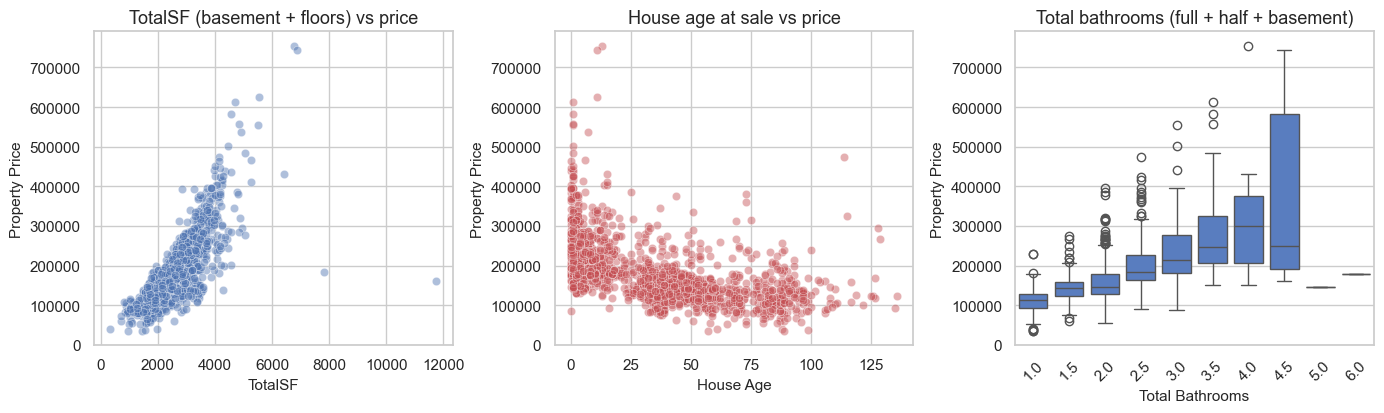 TotalSF (basement + floors) vs price
Property Price
700000
600000
500000
400000
300000
200000
100000
0
0 2000 4000 6000 8000 10000 12000
TotalSF
House age at sale vs price
Property Price
700000
600000
500000
400000
300000
200000
100000
0
0 25 50 75 100 125
House Age
Total bathrooms (full + half + basement)
Property Price
700000
600000
500000
400000
300000
200000
100000
0
1.0 1.5 2.0 2.5 3.0 3.5 4.0 4.5 5.0 6.0
Total Bathrooms